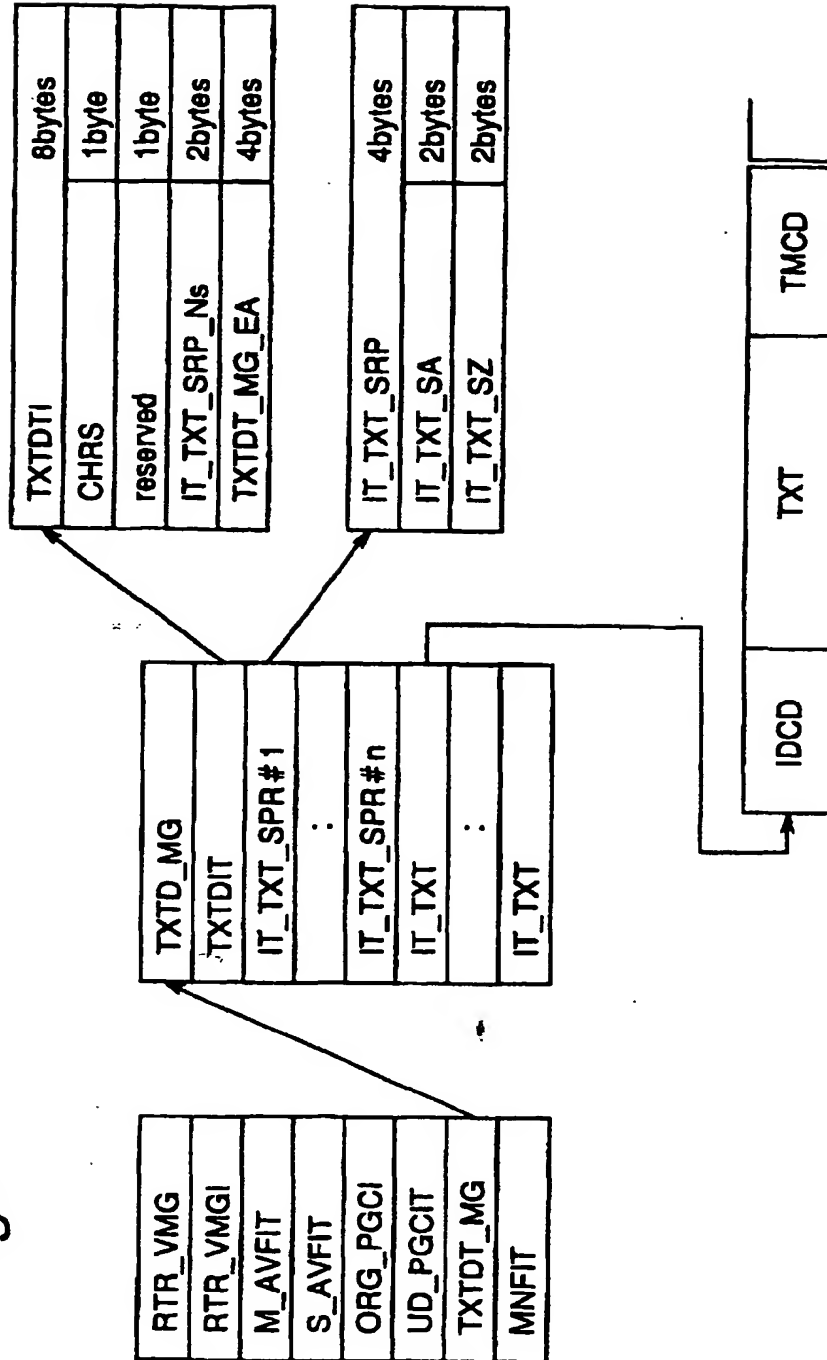 RTR_VMG
RTR_VMGI
M_AVFIT
S_AVFIT
ORG_PGCI
UD_PGCIT
TXTDT_MG
MNFIT
TXTD_MG
TXTDIT
IT_TXT_SPR#1
:
IT_TXT_SPR#n
IT_TXT
:
IT_TXT
TXTDTI 8bytes
CHRS 1byte
reserved 1byte
IT_TXT_SRP_Ns 2bytes
TXTDT_MG_EA 4bytes
IT_TXT_SRP 4bytes
IT_TXT_SA 2bytes
IT_TXT_SZ 2bytes
IDCD TXT TMCD